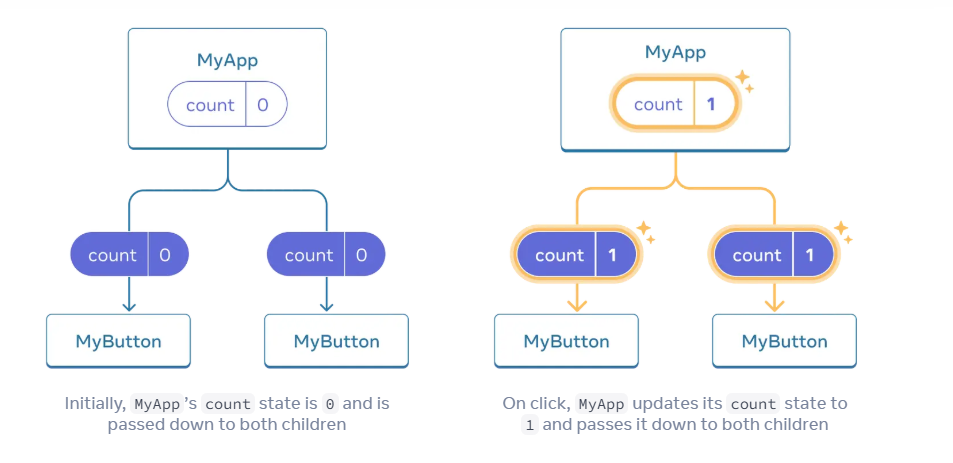 MyApp
count 0
count 0
count 0
MyButton
MyButton
Initially, MyApp's count state is 0 and is
passed down to both children
MyApp
count 1
count 1
count 1
MyButton
MyButton
On click, MyApp updates its count state to
1 and passes it down to both children